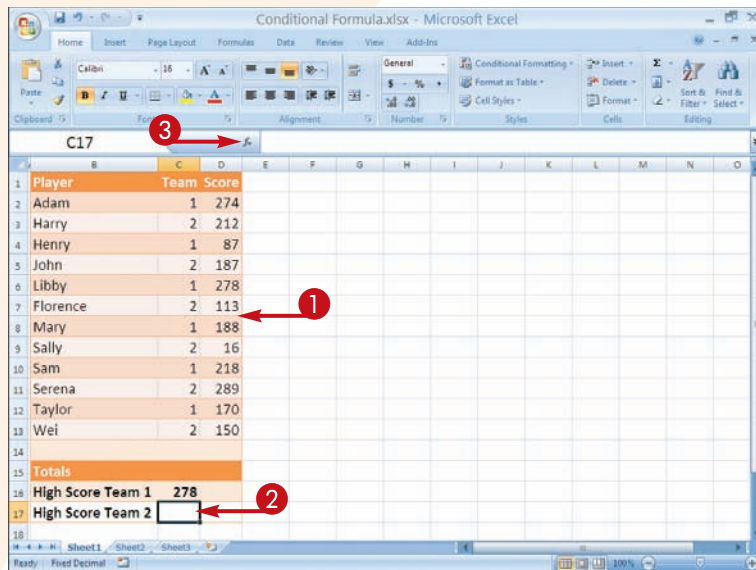 Conditional Formula.xlsx - Microsoft Excel
Home Insert Page Layout Formulas Data Review View Add-Ins
Calibri 16 A A General Conditional Formatting Insert Σ
Paste B I U A $ % , Format as Table Delete Sort & Find &
Cell Styles Format Filter Select
Clipboard Font Alignment Number Styles Cells Editing
C17 3 fx
B C D E F G H I J K L M N O
1 Player Team Score
2 Adam 1 274
3 Harry 2 212
4 Henry 1 87
5 John 2 187
6 Libby 1 278
7 Florence 2 113 1
8 Mary 1 188
9 Sally 2 16
10 Sam 1 218
11 Serena 2 289
12 Taylor 1 170
13 Wei 2 150
14
15 Totals
16 High Score Team 1 278
17 High Score Team 2 2
18
Sheet1 Sheet2 Sheet3
Ready Fixed Decimal 100%